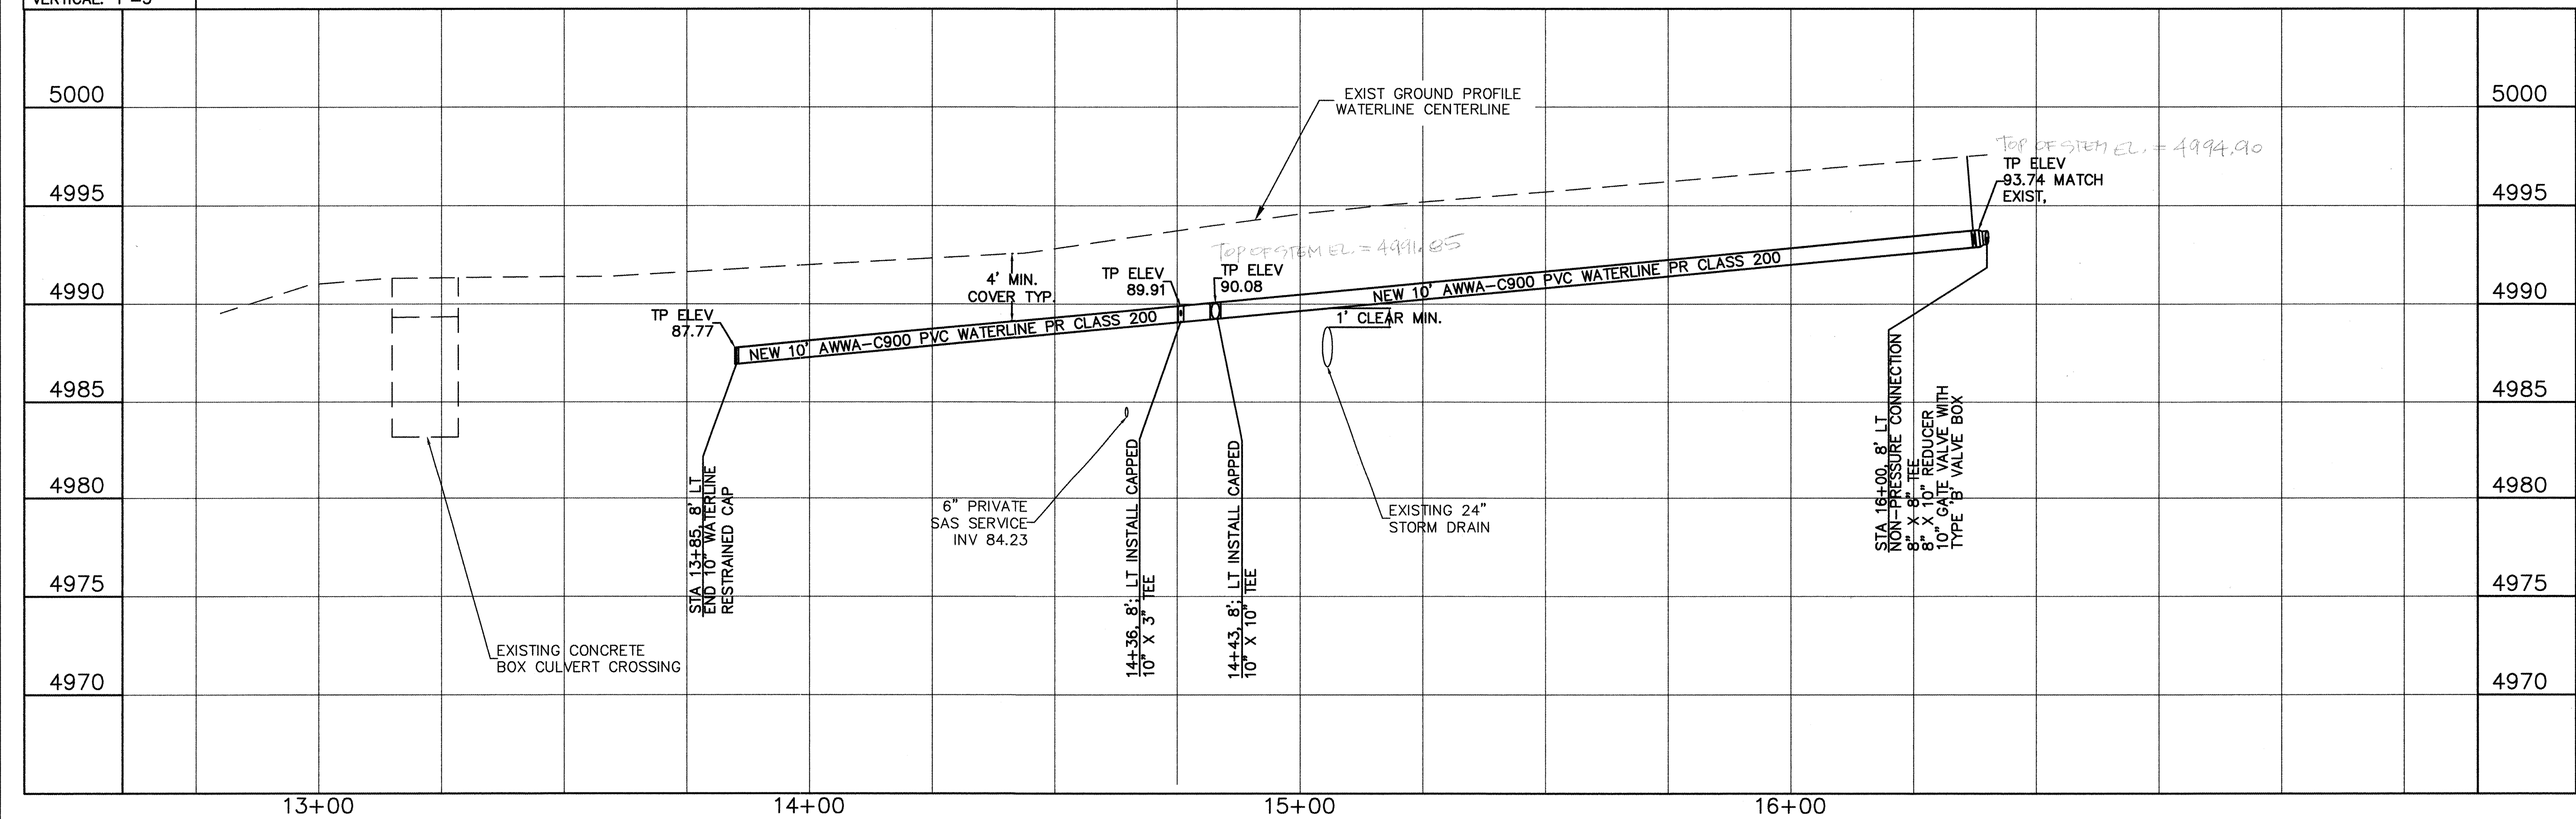 VERTICAL: 1"=5'
5000
4995
4990
4985
4980
4975
4970
5000
4995
4990
4985
4980
4975
4970
EXIST GROUND PROFILE
WATERLINE CENTERLINE
TOP OF STEM EL. = 4994.90
TP ELEV
93.74 MATCH
EXIST,
TOP OF STEM EL. = 4991.85
4' MIN.
COVER TYP.
TP ELEV
89.91
TP ELEV
90.08
TP ELEV
87.77
NEW 10' AWWA-C900 PVC WATERLINE PR CLASS 200
NEW 10' AWWA-C900 PVC WATERLINE PR CLASS 200
1' CLEAR MIN.
6" PRIVATE
SAS SERVICE
INV 84.23
EXISTING 24"
STORM DRAIN
EXISTING CONCRETE
BOX CULVERT CROSSING
STA 13+85, 8' LT
END 10" WATERLINE
RESTRAINED CAP
14+36, 8'; LT INSTALL CAPPED
10" X 3" TEE
14+43, 8'; LT INSTALL CAPPED
10" X 10" TEE
STA 16+00, 8' LT
NON-PRESSURE CONNECTION
8" X 8" TEE
8" X 10" REDUCER
10" GATE VALVE WITH
TYPE 'B' VALVE BOX
13+00
14+00
15+00
16+00